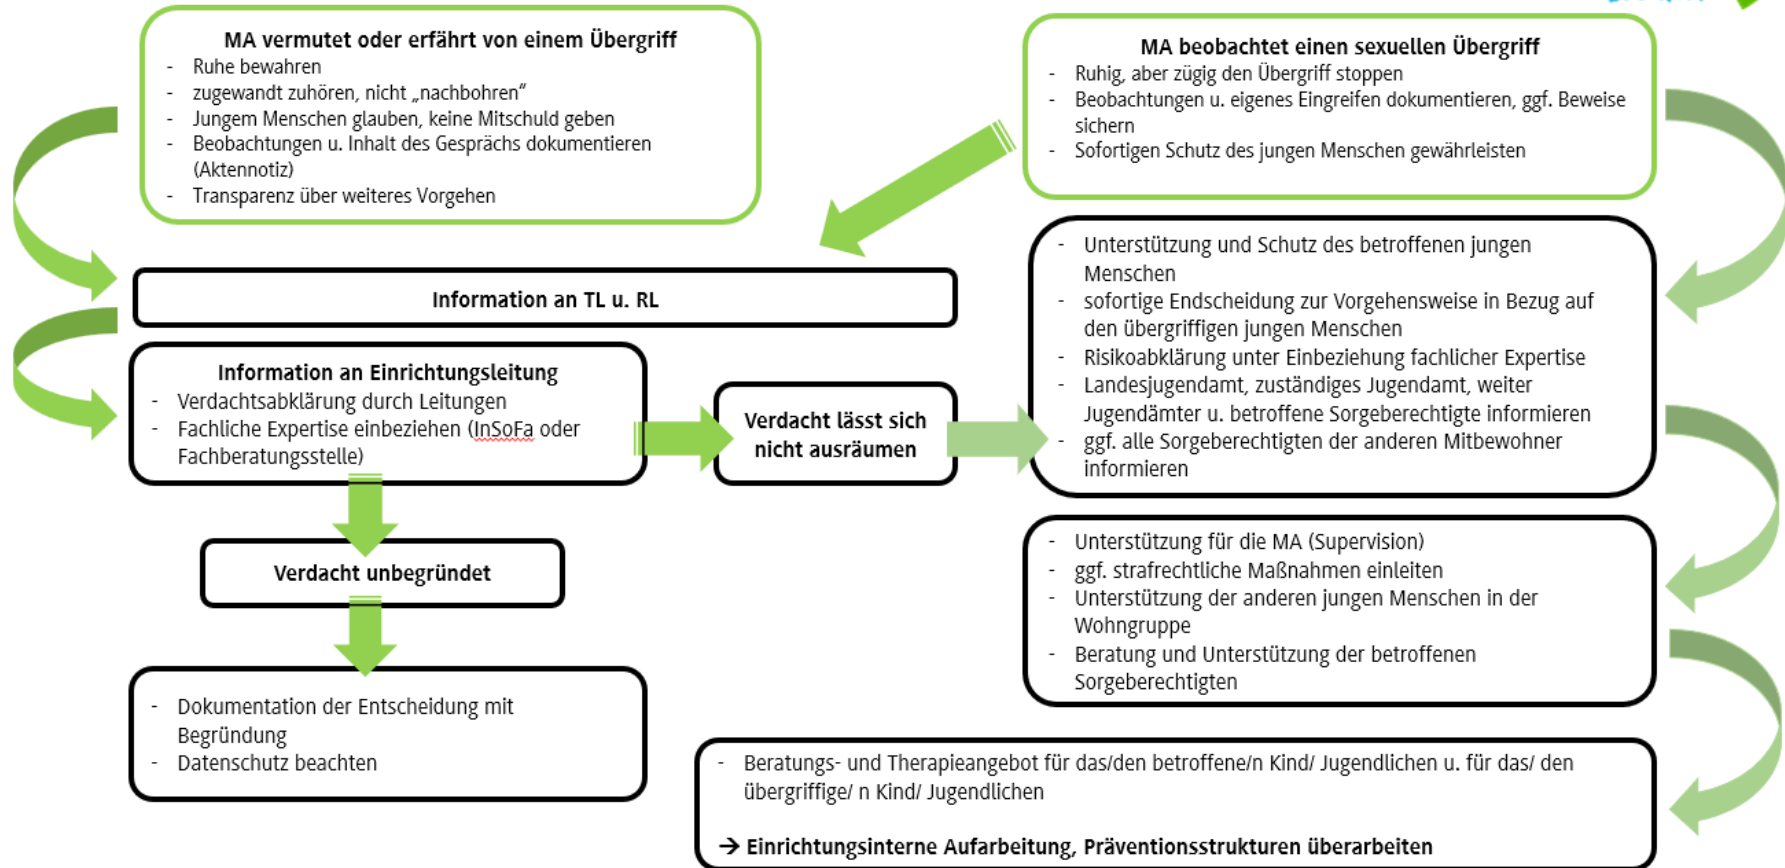 MA vermutet oder erfährt von einem Übergriff
- Ruhe bewahren
- zugewandt zuhören, nicht „nachbohren“
- Jungem Menschen glauben, keine Mitschuld geben
- Beobachtungen u. Inhalt des Gesprächs dokumentieren
(Aktennotiz)
- Transparenz über weiteres Vorgehen
MA beobachtet einen sexuellen Übergriff
- Ruhig, aber zügig den Übergriff stoppen
- Beobachtungen u. eigenes Eingreifen dokumentieren, ggf. Beweise
sichern
- Sofortigen Schutz des jungen Menschen gewährleisten
Information an TL u. RL
Information an Einrichtungsleitung
- Verdachtsabklärung durch Leitungen
- Fachliche Expertise einbeziehen (InSoFa oder
Fachberatungsstelle)
Verdacht lässt sich
nicht ausräumen
- Unterstützung und Schutz des betroffenen jungen
Menschen
- sofortige Endscheidung zur Vorgehensweise in Bezug auf
den übergriffigen jungen Menschen
- Risikoabklärung unter Einbeziehung fachlicher Expertise
- Landesjugendamt, zuständiges Jugendamt, weiter
Jugendämter u. betroffene Sorgeberechtigte informieren
- ggf. alle Sorgeberechtigten der anderen Mitbewohner
informieren
Verdacht unbegründet
- Dokumentation der Entscheidung mit
Begründung
- Datenschutz beachten
- Unterstützung für die MA (Supervision)
- ggf. strafrechtliche Maßnahmen einleiten
- Unterstützung der anderen jungen Menschen in der
Wohngruppe
- Beratung und Unterstützung der betroffenen
Sorgeberechtigten
- Beratungs- und Therapieangebot für das/den betroffene/n Kind/ Jugendlichen u. für das/ den
übergriffige/ n Kind/ Jugendlichen
→ Einrichtungsinterne Aufarbeitung, Präventionsstrukturen überarbeiten